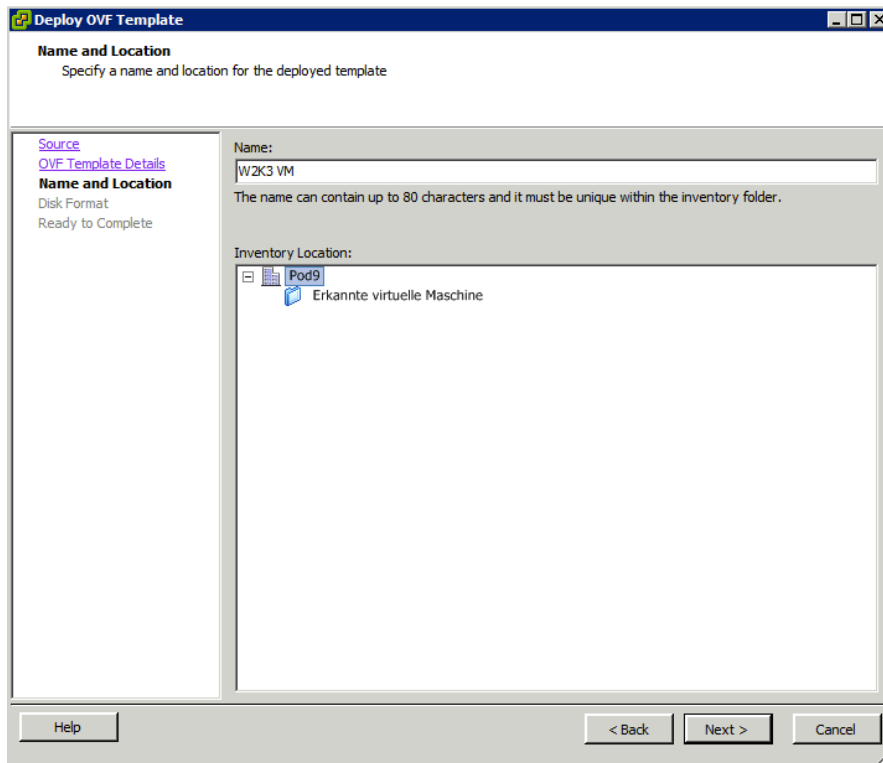 Deploy OVF Template
Name and Location
Specify a name and location for the deployed template
Source
OVF Template Details
Name and Location
Disk Format
Ready to Complete
Name:
W2K3 VM
The name can contain up to 80 characters and it must be unique within the inventory folder.
Inventory Location:
Pod9
Erkannte virtuelle Maschine
Help
< Back
Next >
Cancel